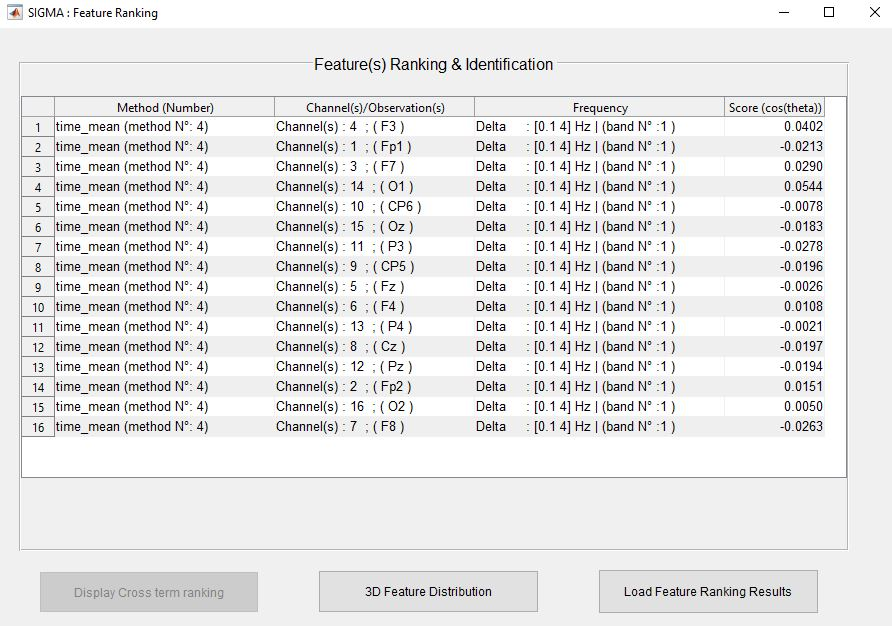 SIGMA : Feature Ranking
Feature(s) Ranking & Identification
Method (Number) Channel(s)/Observation(s) Frequency Score (cos(theta))
1 time_mean (method N°: 4) Channel(s) : 4 ; ( F3 ) Delta : [0.1 4] Hz | (band N° :1 ) 0.0402
2 time_mean (method N°: 4) Channel(s) : 1 ; ( Fp1 ) Delta : [0.1 4] Hz | (band N° :1 ) -0.0213
3 time_mean (method N°: 4) Channel(s) : 3 ; ( F7 ) Delta : [0.1 4] Hz | (band N° :1 ) 0.0290
4 time_mean (method N°: 4) Channel(s) : 14 ; ( O1 ) Delta : [0.1 4] Hz | (band N° :1 ) 0.0544
5 time_mean (method N°: 4) Channel(s) : 10 ; ( CP6 ) Delta : [0.1 4] Hz | (band N° :1 ) -0.0078
6 time_mean (method N°: 4) Channel(s) : 15 ; ( Oz ) Delta : [0.1 4] Hz | (band N° :1 ) -0.0183
7 time_mean (method N°: 4) Channel(s) : 11 ; ( P3 ) Delta : [0.1 4] Hz | (band N° :1 ) -0.0278
8 time_mean (method N°: 4) Channel(s) : 9 ; ( CP5 ) Delta : [0.1 4] Hz | (band N° :1 ) -0.0196
9 time_mean (method N°: 4) Channel(s) : 5 ; ( Fz ) Delta : [0.1 4] Hz | (band N° :1 ) -0.0026
10 time_mean (method N°: 4) Channel(s) : 6 ; ( F4 ) Delta : [0.1 4] Hz | (band N° :1 ) 0.0108
11 time_mean (method N°: 4) Channel(s) : 13 ; ( P4 ) Delta : [0.1 4] Hz | (band N° :1 ) -0.0021
12 time_mean (method N°: 4) Channel(s) : 8 ; ( Cz ) Delta : [0.1 4] Hz | (band N° :1 ) -0.0197
13 time_mean (method N°: 4) Channel(s) : 12 ; ( Pz ) Delta : [0.1 4] Hz | (band N° :1 ) -0.0194
14 time_mean (method N°: 4) Channel(s) : 2 ; ( Fp2 ) Delta : [0.1 4] Hz | (band N° :1 ) 0.0151
15 time_mean (method N°: 4) Channel(s) : 16 ; ( O2 ) Delta : [0.1 4] Hz | (band N° :1 ) 0.0050
16 time_mean (method N°: 4) Channel(s) : 7 ; ( F8 ) Delta : [0.1 4] Hz | (band N° :1 ) -0.0263
Display Cross term ranking 3D Feature Distribution Load Feature Ranking Results